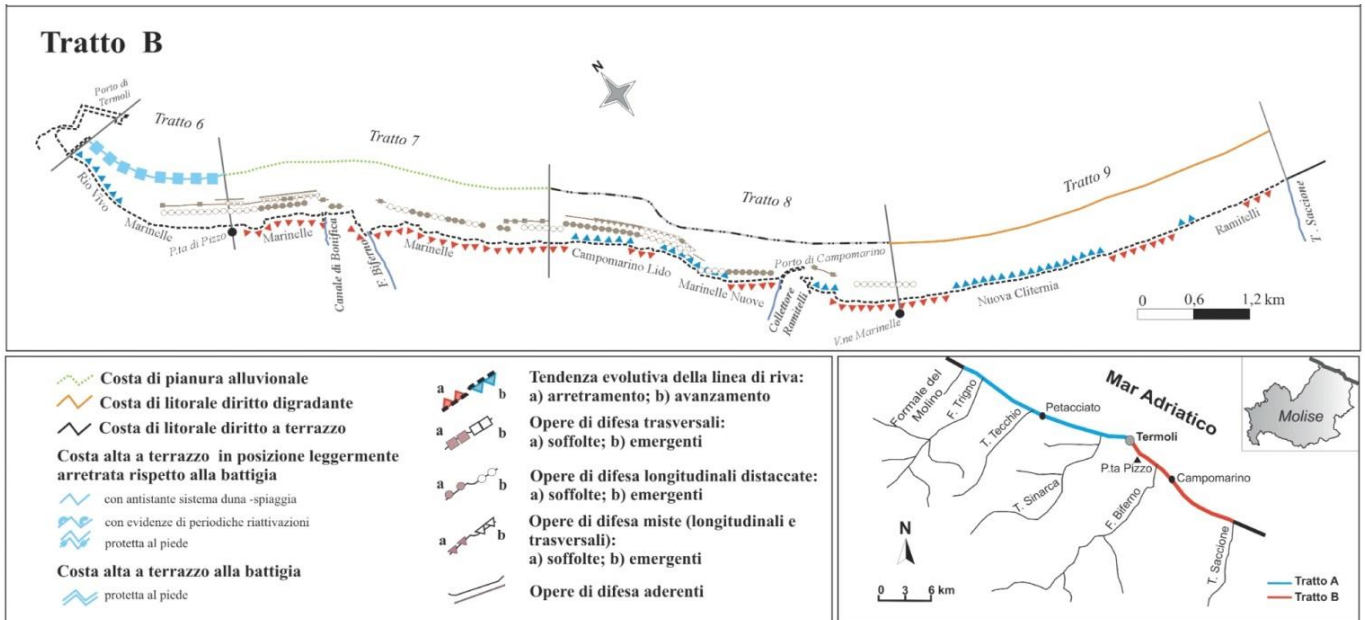 Tratto B
N
Porto di
Termoli
Tratto 6
Tratto 7
Tratto 8
Tratto 9
Rio Vivo
Marinelle
P.ta di Pizzo
Marinelle
Canale di Bonifica
F. Biferno
Marinelle
Campomarino Lido
Marinelle Nuove
Porto di Campomarino
Collettore
Ramitelli
V.ne Marinelle
Nuova Cliternia
Ramitelli
T. Saccione
0 0,6 1,2 km
Costa di pianura alluvionale
Costa di litorale diritto digradante
Costa di litorale diritto a terrazzo
Costa alta a terrazzo in posizione leggermente
arretrata rispetto alla battigia
con antistante sistema duna -spiaggia
con evidenze di periodiche riattivazioni
protetta al piede
Costa alta a terrazzo alla battigia
protetta al piede
a b
Tendenza evolutiva della linea di riva:
a) arretramento; b) avanzamento
a b
Opere di difesa trasversali:
a) soffolte; b) emergenti
a b
Opere di difesa longitudinali distaccate:
a) soffolte; b) emergenti
a b
Opere di difesa miste (longitudinali e
trasversali):
a) soffolte; b) emergenti
Opere di difesa aderenti
Formale del
Molino
F. Trigno
T. Tecchio
Petacciato
Mar Adriatico
Molise
Termoli
P.ta Pizzo
Campomarino
T. Sinarca
F. Biferno
T. Saccione
N
0 3 6 km
Tratto A
Tratto B